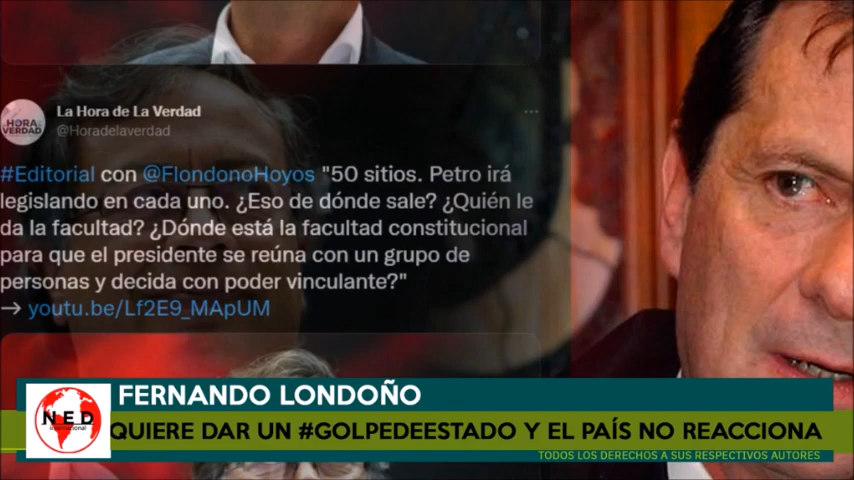 La Hora de La Verdad
@Horadelaverdad
HORA
VERDAD
#Editorial con @FlondonoHoyos "50 sitios. Petro irá
legislando en cada uno. ¿Eso de dónde sale? ¿Quién le
da la facultad? ¿Dónde está la facultad constitucional
para que el presidente se reúna con un grupo de
personas y decida con poder vinculante?"
→ youtu.be/Lf2E9_MApUM
FERNANDO LONDOÑO
NED
International
QUIERE DAR UN #GOLPEDEESTADO Y EL PAÍS NO REACCIONA
TODOS LOS DERECHOS A SUS RESPECTIVOS AUTORES